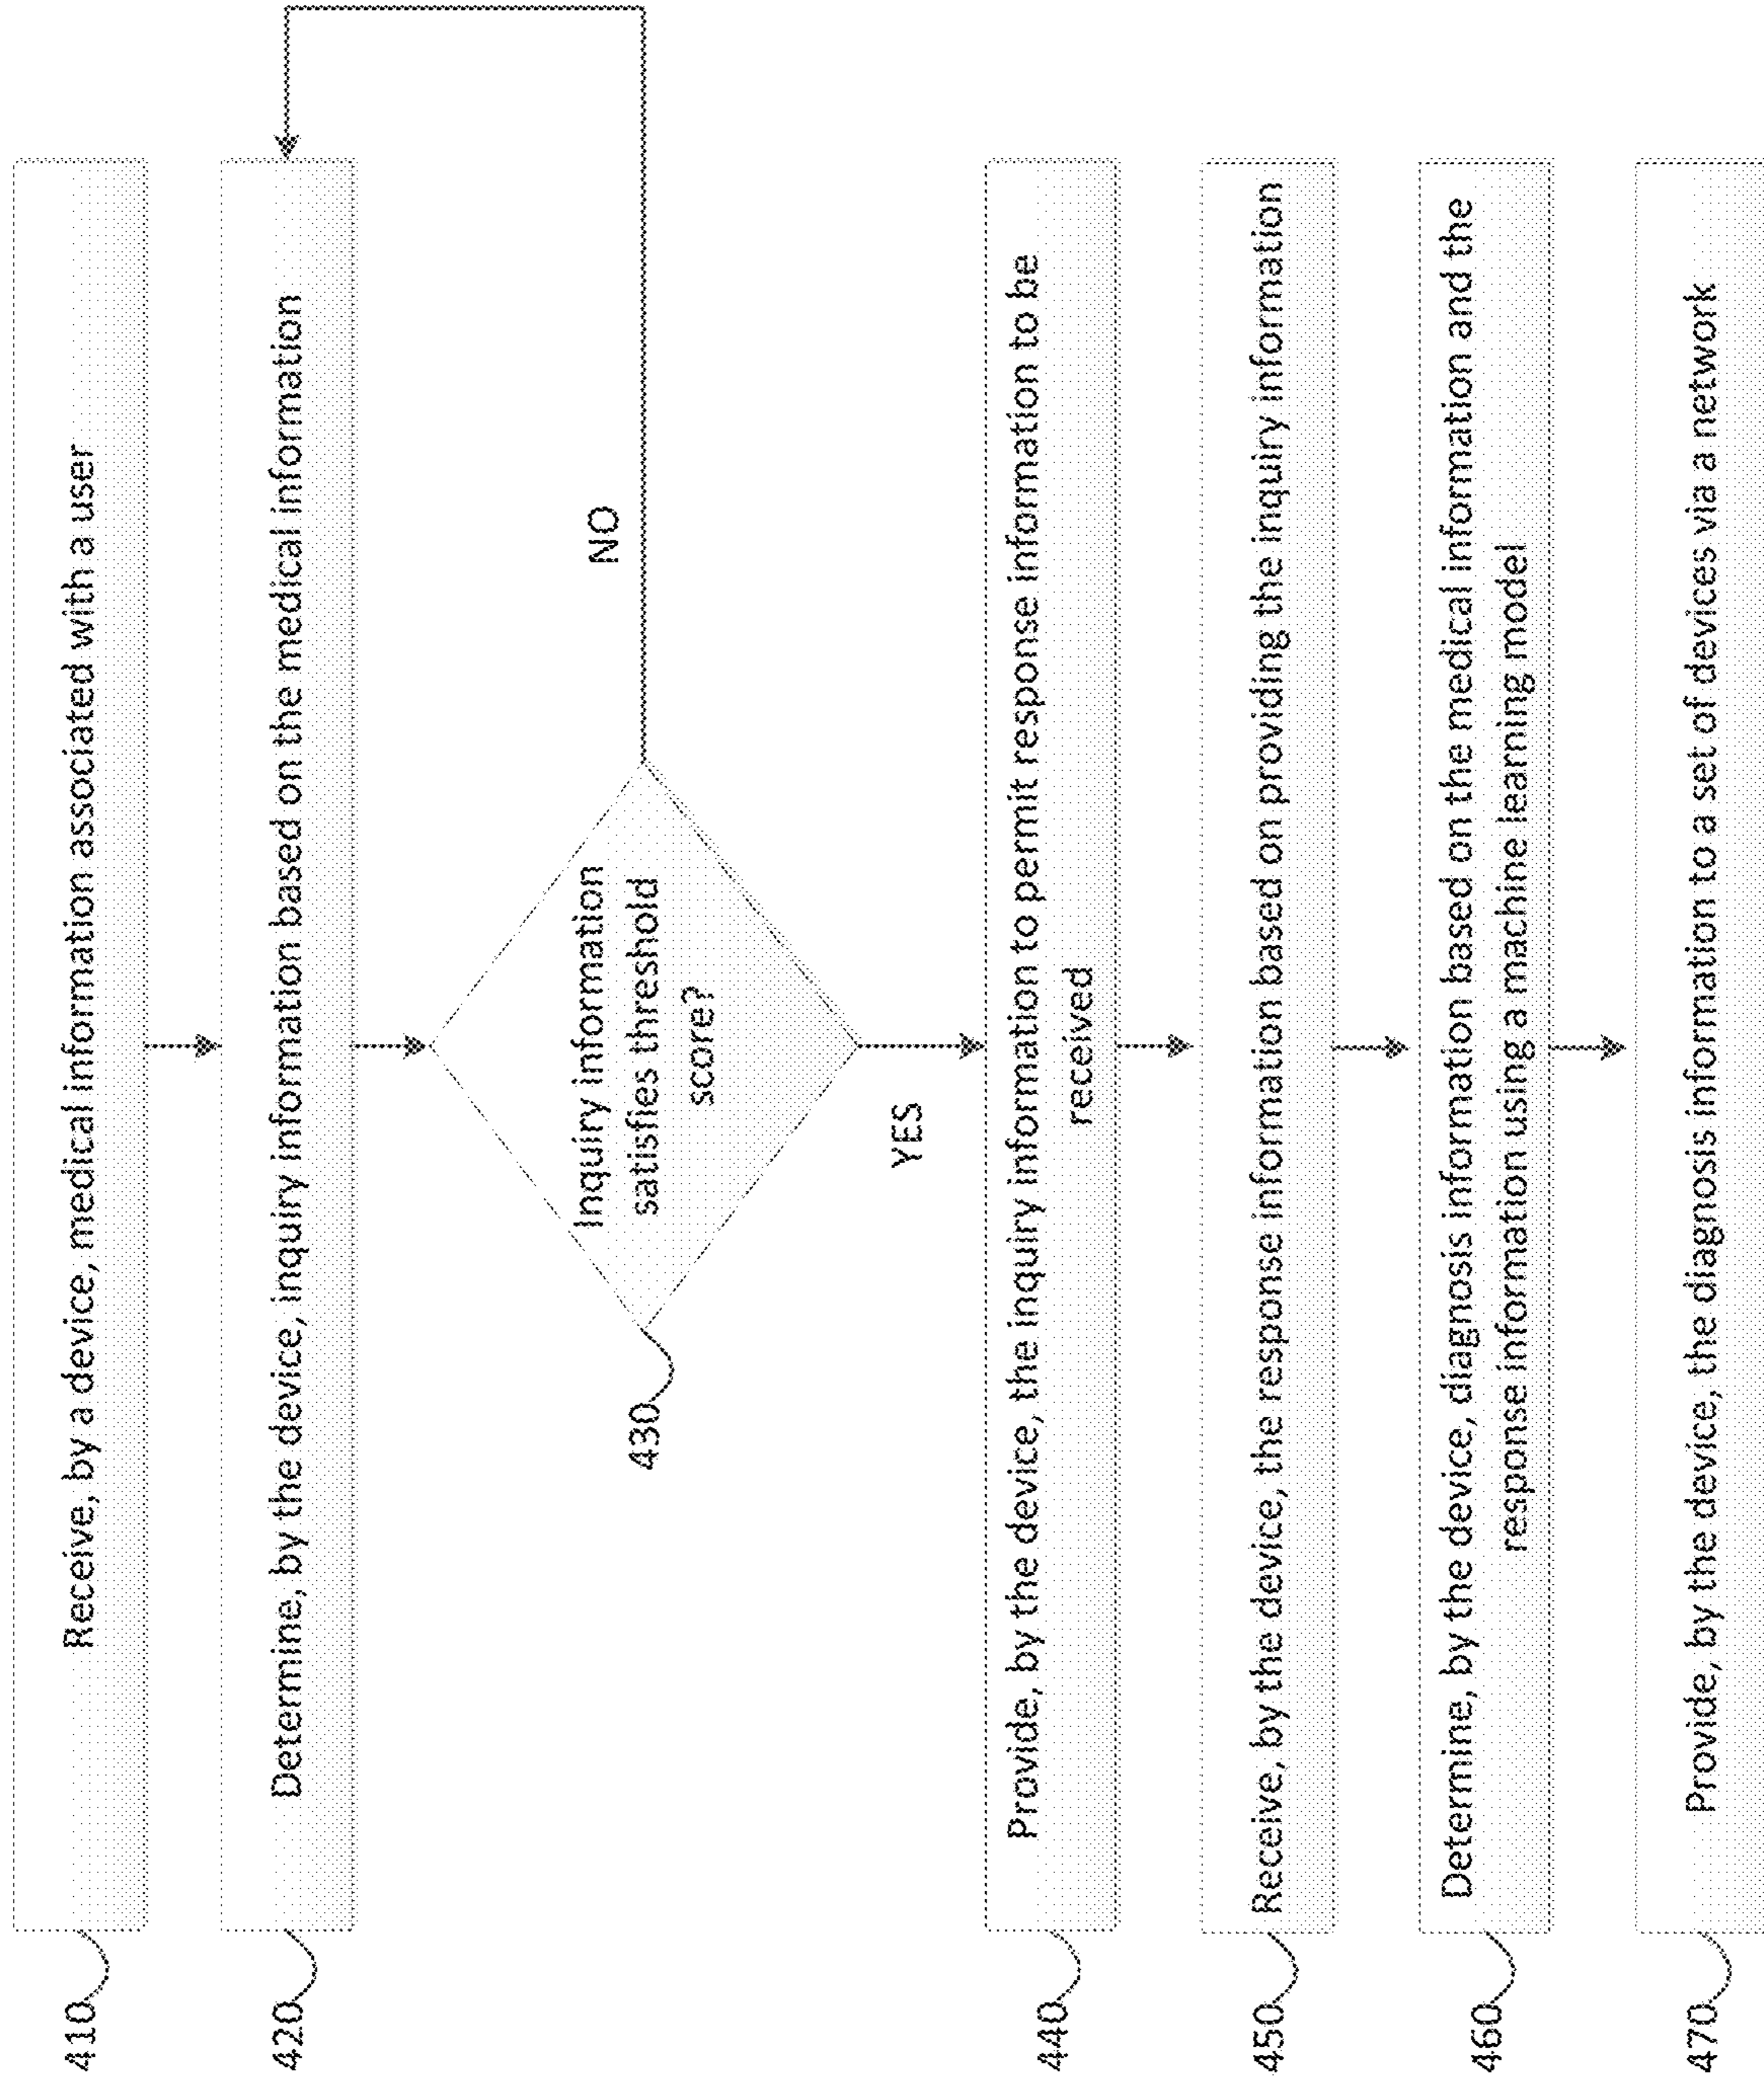 410
Receive, by a device, medical information associated with a user
420
Determine, by the device, inquiry information based on the medical information
430
Inquiry information
satisfies threshold
score?
NO
YES
440
Provide, by the device, the inquiry information to permit response information to be
received
450
Receive, by the device, the response information based on providing the inquiry information
460
Determine, by the device, diagnosis information based on the medical information and the
response information using a machine learning model
470
Provide, by the device, the diagnosis information to a set of devices via a network